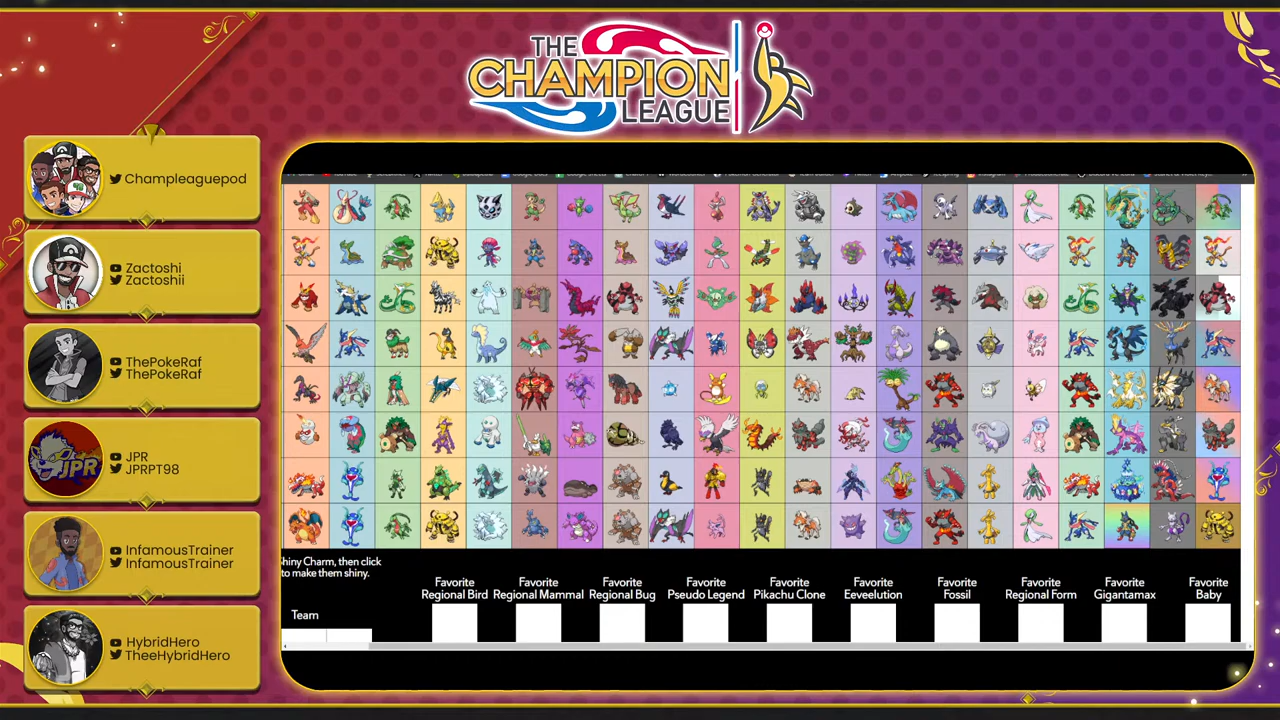 THE
CHAMPION
LEAGUE
Champleaguepod
Zactoshi
Zactoshii
ThePokeRaf
ThePokeRaf
JPR
JPR
JPRPT98
InfamousTrainer
InfamousTrainer
HybridHero
TheeHybridHero
Shiny Charm, then click
to make them shiny.
Team
Favorite
Regional Bird
Favorite
Regional Mammal
Favorite
Regional Bug
Favorite
Pseudo Legend
Favorite
Pikachu Clone
Favorite
Eeveelution
Favorite
Fossil
Favorite
Regional Form
Favorite
Gigantamax
Favorite
Baby